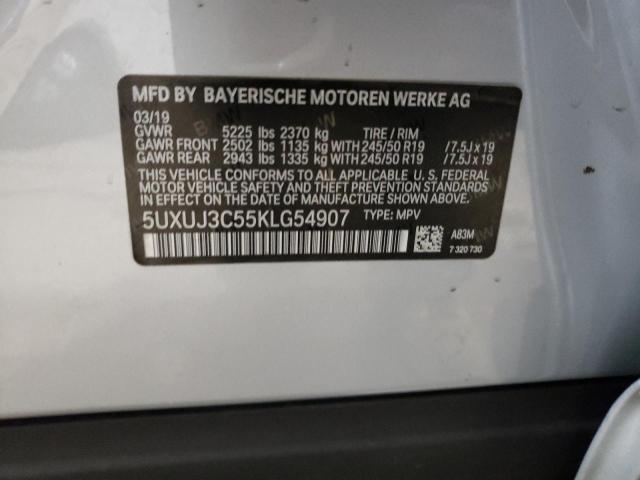 MFD BY BAYERISCHE MOTOREN WERKE AG
03/19
GVWR 5225 lbs 2370 kg TIRE / RIM
GAWR FRONT 2502 lbs 1135 kg WITH 245/50 R19 / 7.5J x 19
GAWR REAR 2943 lbs 1335 kg WITH 245/50 R19 / 7.5J x 19
THIS VEHICLE CONFORMS TO ALL APPLICABLE U. S. FEDERAL
MOTOR VEHICLE SAFETY AND THEFT PREVENTION STANDARDS
IN EFFECT ON THE DATE OF MANUFACTURE SHOWN ABOVE.
5UXUJ3C55KLG54907 TYPE: MPV
A83M
7 320 730